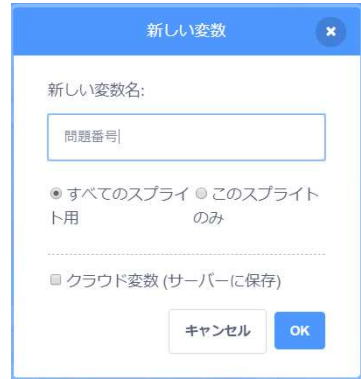 新しい変数
新しい変数名:
問題番号
すべてのスプライ このスプライト
ト用 のみ
クラウド変数 (サーバーに保存)
キャンセル OK